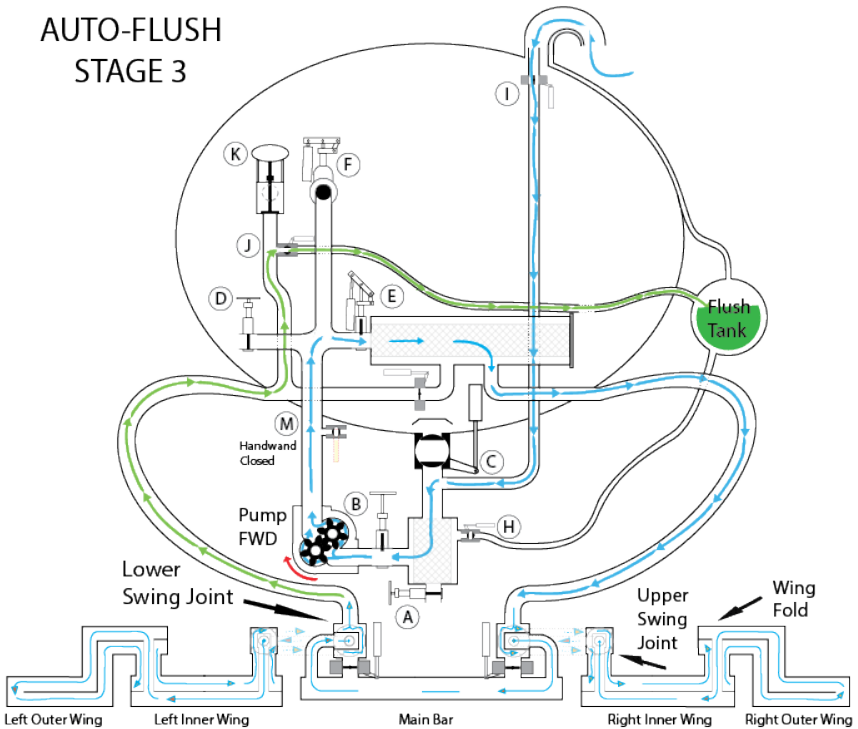 AUTO-FLUSH
STAGE 3
I
K
F
J
D
E
Flush
Tank
M
Handwand
Closed
C
B
Pump
FWD
H
A
Lower
Swing Joint
Upper
Swing
Joint
Wing
Fold
Left Outer Wing
Left Inner Wing
Main Bar
Right Inner Wing
Right Outer Wing